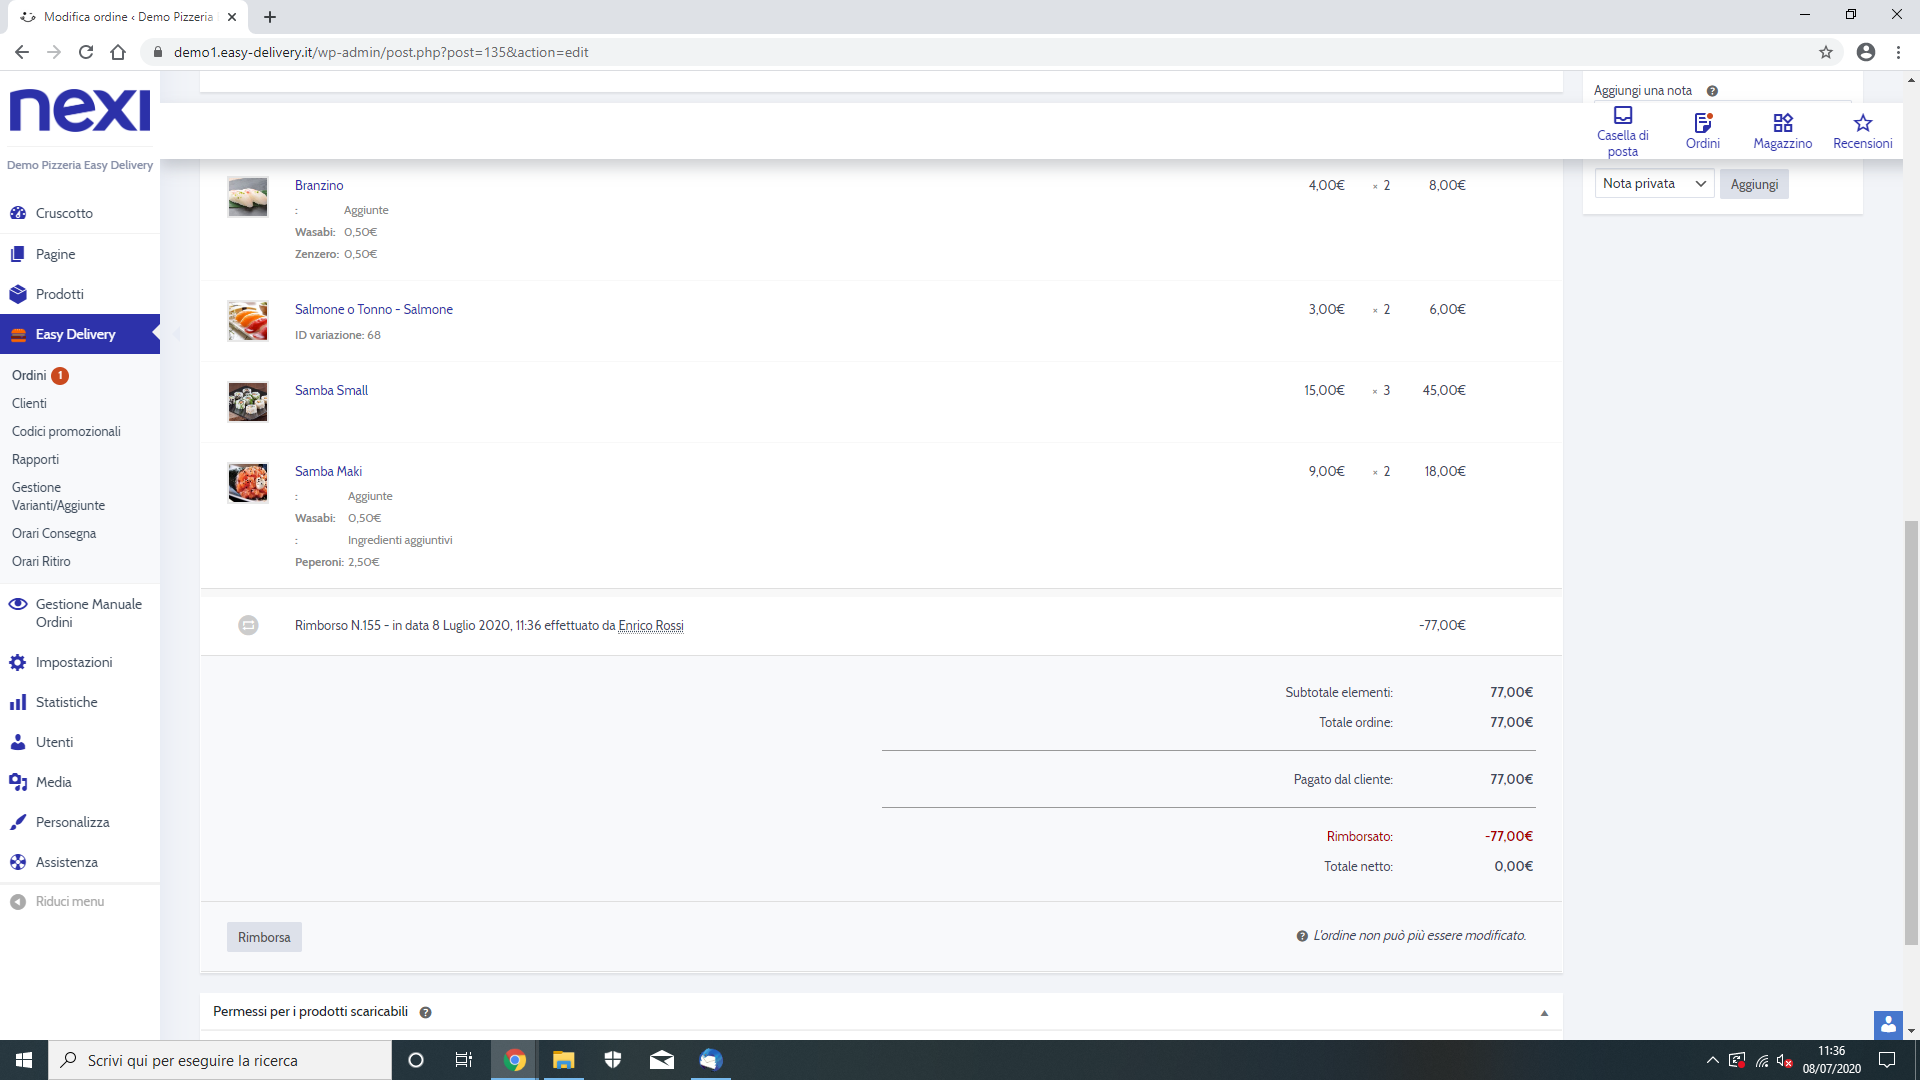 Modifica ordine ‹ Demo Pizzeria
demo1.easy-delivery.it/wp-admin/post.php?post=135&action=edit
nexi
Demo Pizzeria Easy Delivery
Cruscotto
Pagine
Prodotti
Easy Delivery
Ordini 1
Clienti
Codici promozionali
Rapporti
Gestione
Varianti/Aggiunte
Orari Consegna
Orari Ritiro
Gestione Manuale
Ordini
Impostazioni
Statistiche
Utenti
Media
Personalizza
Assistenza
Riduci menu
Aggiungi una nota ?
Casella di
posta
Ordini
Magazzino
Recensioni
Nota privata
Aggiungi
Branzino 4,00€ × 2 8,00€
: Aggiunte
Wasabi: 0,50€
Zenzero: 0,50€
Salmone o Tonno - Salmone 3,00€ × 2 6,00€
ID variazione: 68
Samba Small 15,00€ × 3 45,00€
Samba Maki 9,00€ × 2 18,00€
: Aggiunte
Wasabi: 0,50€
: Ingredienti aggiuntivi
Peperoni: 2,50€
Rimborso N.155 - in data 8 Luglio 2020, 11:36 effettuato da Enrico Rossi -77,00€
Subtotale elementi: 77,00€
Totale ordine: 77,00€
Pagato dal cliente: 77,00€
Rimborsato: -77,00€
Totale netto: 0,00€
Rimborsa
? L'ordine non può più essere modificato.
Permessi per i prodotti scaricabili ?
Scrivi qui per eseguire la ricerca
11:36
08/07/2020